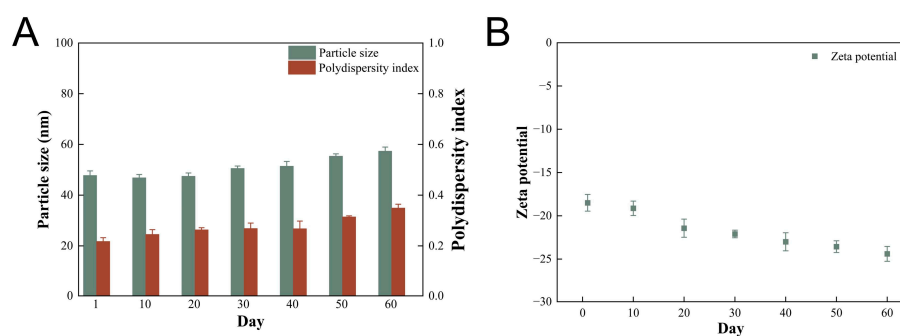 A
Particle size (nm)
100
80
60
40
20
0
Particle size
Polydispersity index
1.0
0.8
0.6
0.4
0.2
0.0
Polydispersity index
1 10 20 30 40 50 60
Day
B
Zeta potential
0
−5
−10
−15
−20
−25
−30
Zeta potential
0 10 20 30 40 50 60
Day